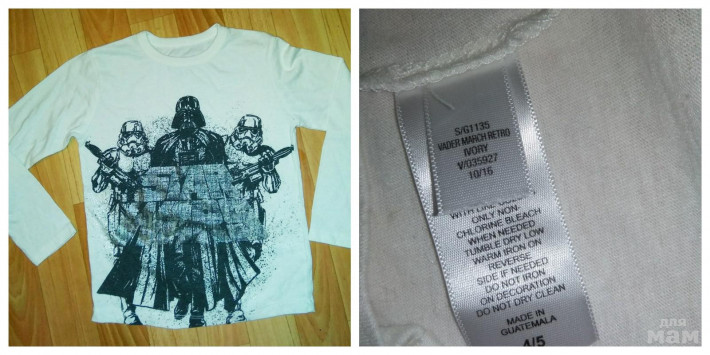 S/G1135
VADER MARCH RETRO
IVORY
V/035927
10/16
WITH LIKE
ONLY NON-
CHLORINE BLEACH
WHEN NEEDED
TUMBLE DRY LOW
WARM IRON ON
REVERSE
SIDE IF NEEDED
DO NOT IRON
ON DECORATION
DO NOT DRY CLEAN
MADE IN
GUATEMALA
4/5
для
мам